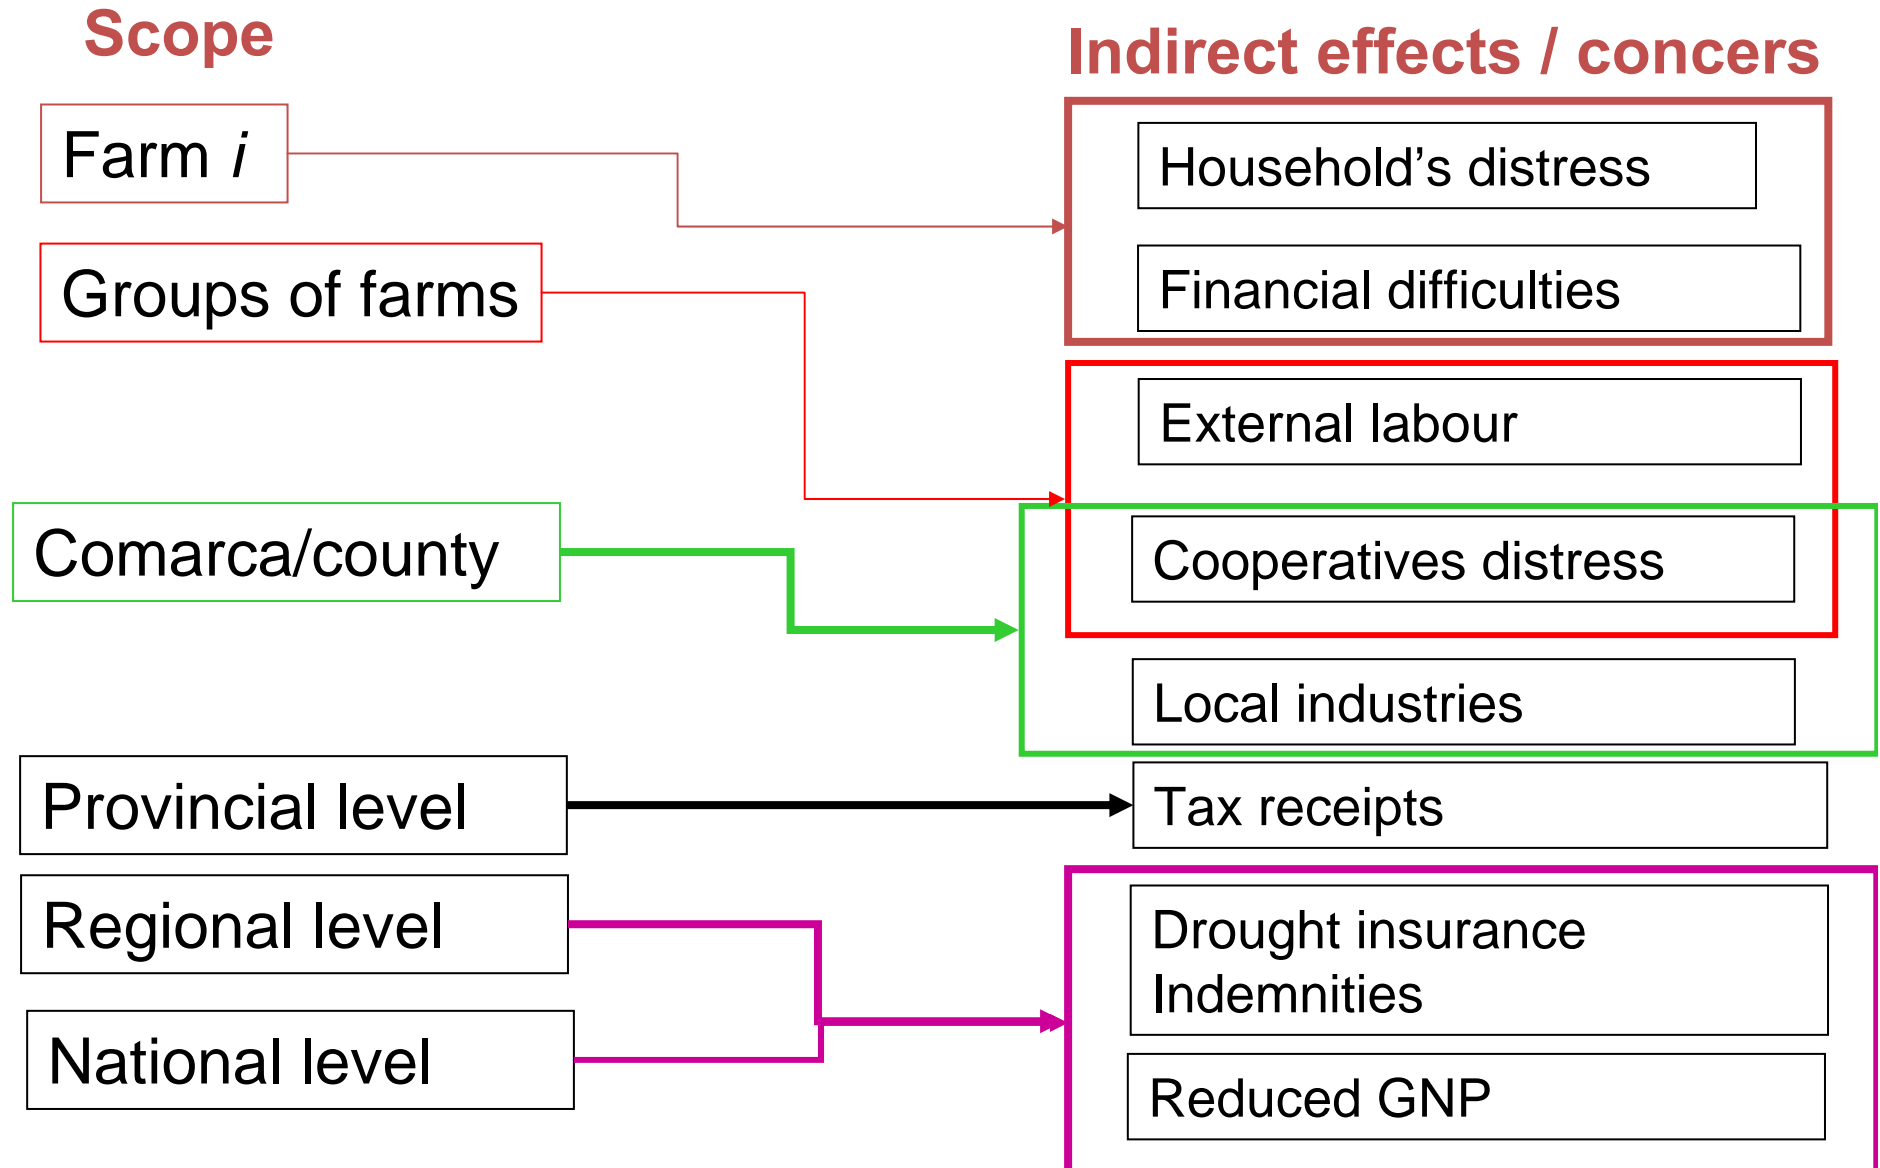 Scope
Indirect effects / concers
Farm i
Household’s distress
Groups of farms
Financial difficulties
External labour
Comarca/county
Cooperatives distress
Local industries
Provincial level
Tax receipts
Regional level
Drought insurance
Indemnities
National level
Reduced GNP